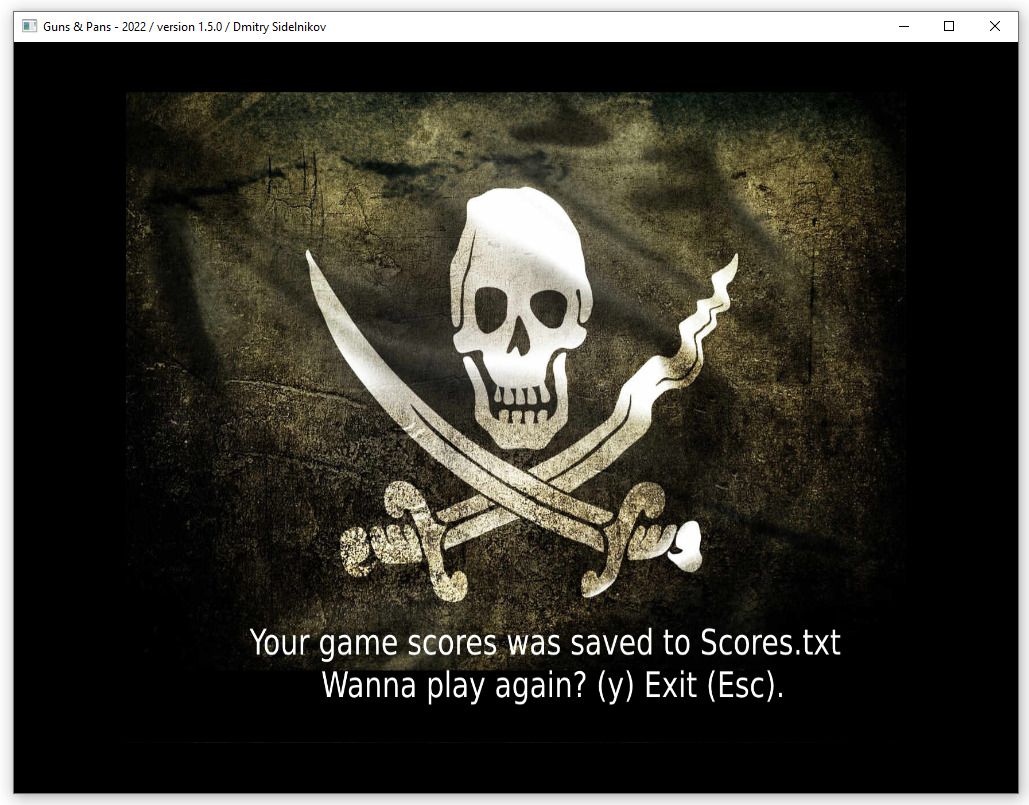 Guns & Pans - 2022 / version 1.5.0 / Dmitry Sidelnikov
Your game scores was saved to Scores.txt
Wanna play again? (y) Exit (Esc).